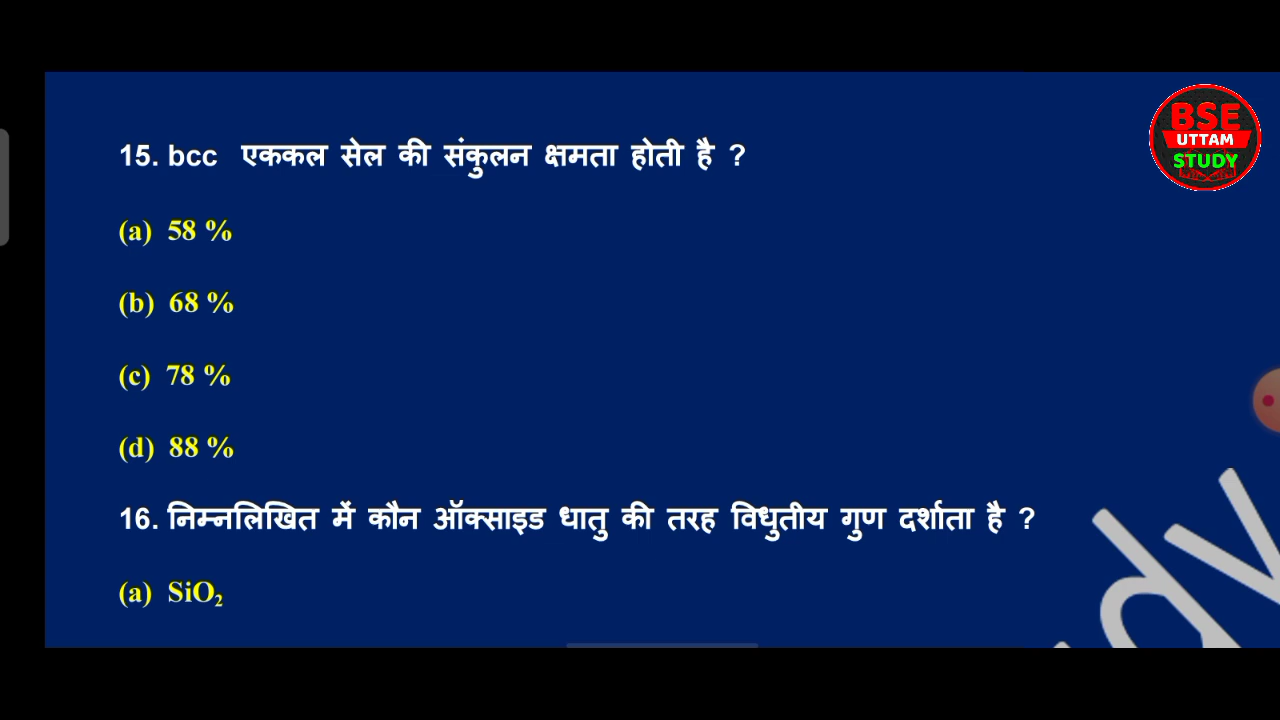 BSE
UTTAM
STUDY
15. bcc एककल सेल की संकुलन क्षमता होती है ?
(a) 58 %
(b) 68 %
(c) 78 %
(d) 88 %
16. निम्नलिखित में कौन ऑक्साइड धातु की तरह विधुतीय गुण दर्शाता है ?
(a) SiO₂
dy